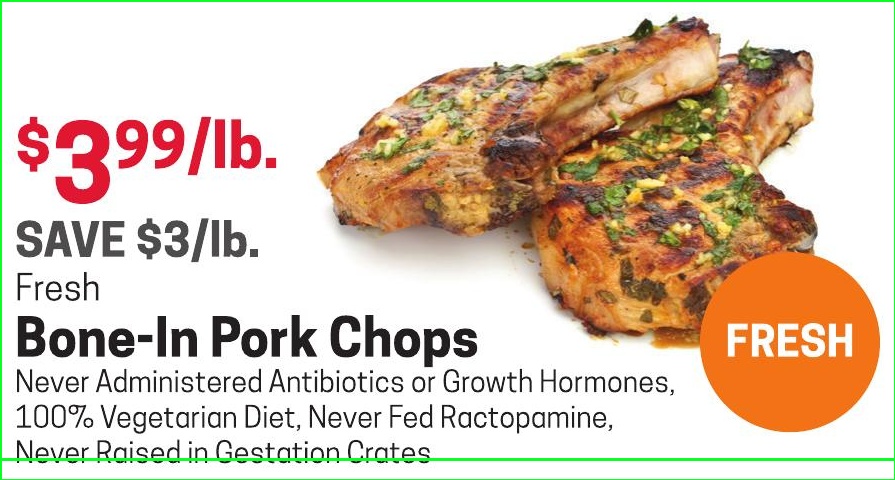 $3.99/lb.
SAVE $3/lb.
Fresh
Bone-In Pork Chops
Never Administered Antibiotics or Growth Hormones,
100% Vegetarian Diet, Never Fed Ractopamine,
Never Raised in Gestation Crates
FRESH